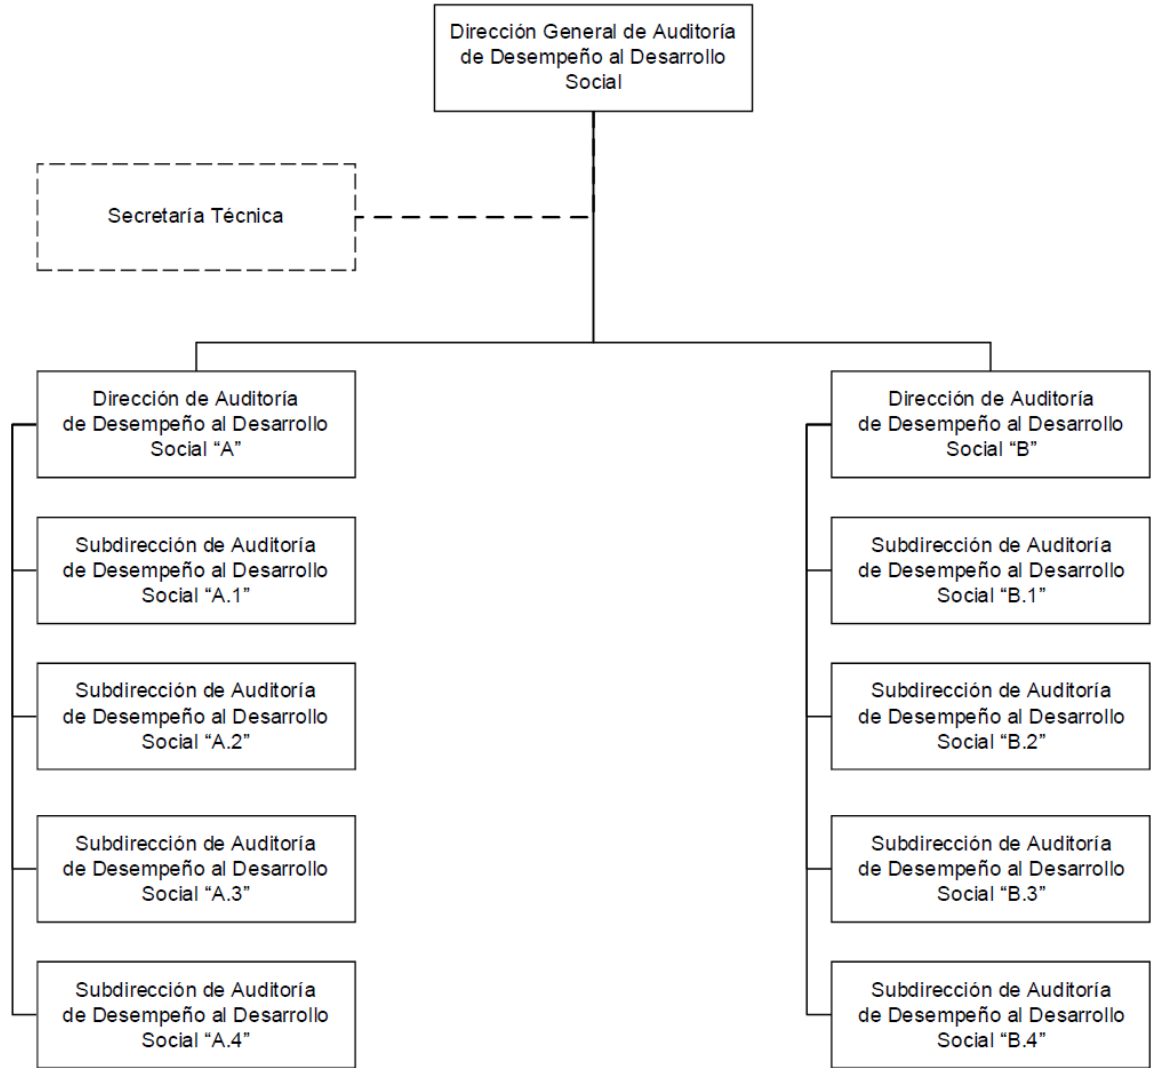 Dirección General de Auditoría
de Desempeño al Desarrollo
Social
Secretaría Técnica
Dirección de Auditoría
de Desempeño al Desarrollo
Social “A”
Subdirección de Auditoría
de Desempeño al Desarrollo
Social “A.1”
Subdirección de Auditoría
de Desempeño al Desarrollo
Social “A.2”
Subdirección de Auditoría
de Desempeño al Desarrollo
Social “A.3”
Subdirección de Auditoría
de Desempeño al Desarrollo
Social “A.4”
Dirección de Auditoría
de Desempeño al Desarrollo
Social “B”
Subdirección de Auditoría
de Desempeño al Desarrollo
Social “B.1”
Subdirección de Auditoría
de Desempeño al Desarrollo
Social “B.2”
Subdirección de Auditoría
de Desempeño al Desarrollo
Social “B.3”
Subdirección de Auditoría
de Desempeño al Desarrollo
Social “B.4”